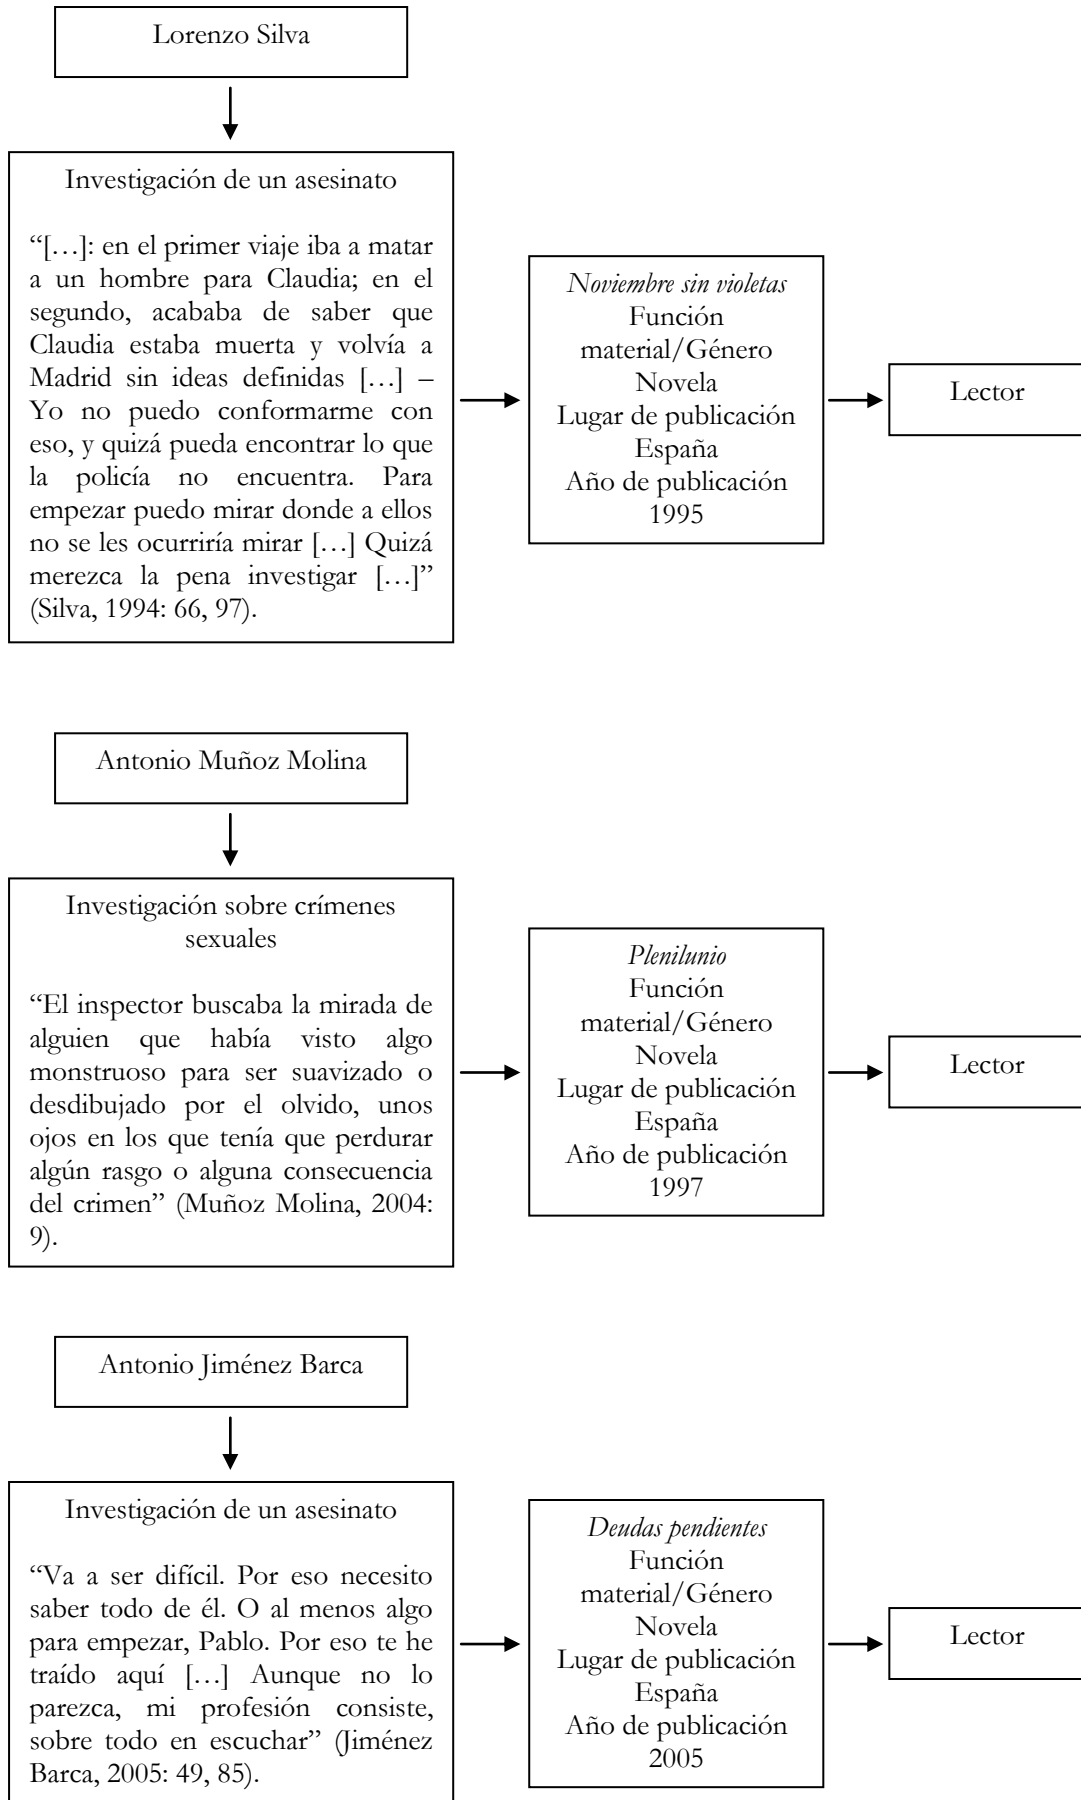 Lorenzo Silva
Investigación de un asesinato
“[…]: en el primer viaje iba a matar
a un hombre para Claudia; en el
segundo, acababa de saber que
Claudia estaba muerta y volvía a
Madrid sin ideas definidas […] –
Yo no puedo conformarme con
eso, y quizá pueda encontrar lo que
la policía no encuentra. Para
empezar puedo mirar donde a ellos
no se les ocurriría mirar […] Quizá
merezca la pena investigar […]”
(Silva, 1994: 66, 97).
Noviembre sin violetas
Función
material/Género
Novela
Lugar de publicación
España
Año de publicación
1995
Lector
Antonio Muñoz Molina
Investigación sobre crímenes
sexuales
“El inspector buscaba la mirada de
alguien que había visto algo
monstruoso para ser suavizado o
desdibujado por el olvido, unos
ojos en los que tenía que perdurar
algún rasgo o alguna consecuencia
del crimen” (Muñoz Molina, 2004:
9).
Plenilunio
Función
material/Género
Novela
Lugar de publicación
España
Año de publicación
1997
Lector
Antonio Jiménez Barca
Investigación de un asesinato
“Va a ser difícil. Por eso necesito
saber todo de él. O al menos algo
para empezar, Pablo. Por eso te he
traído aquí […] Aunque no lo
parezca, mi profesión consiste,
sobre todo en escuchar” (Jiménez
Barca, 2005: 49, 85).
Deudas pendientes
Función
material/Género
Novela
Lugar de publicación
España
Año de publicación
2005
Lector